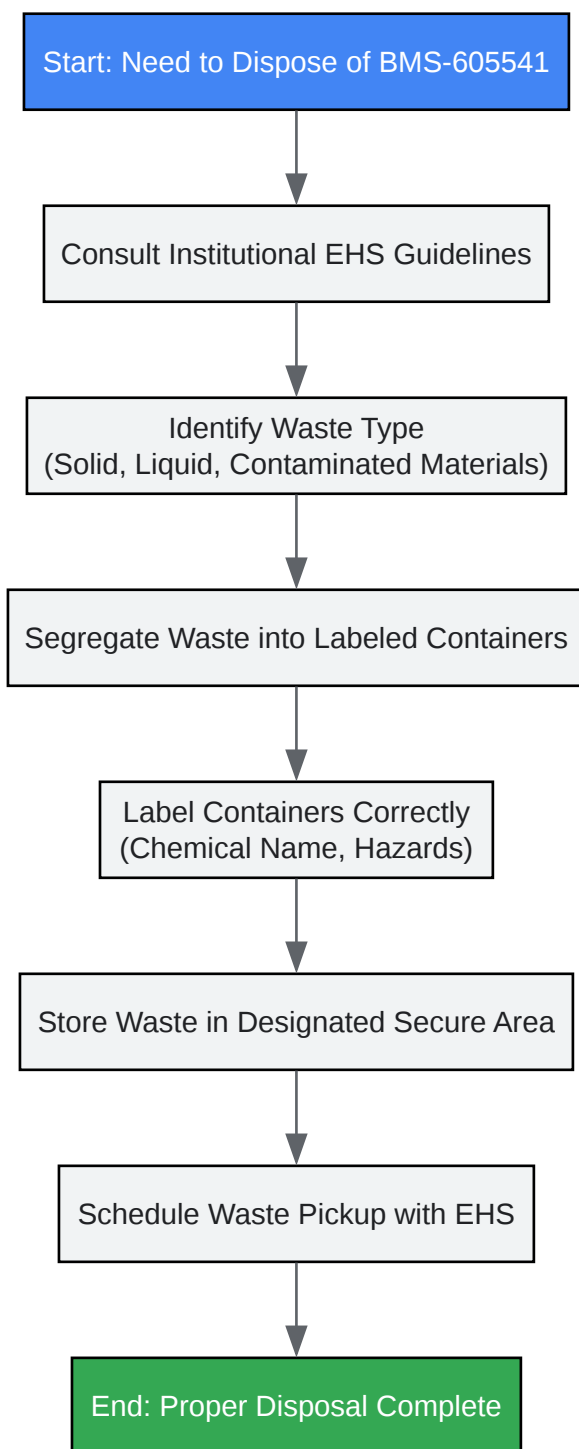 Start: Need to Dispose of BMS-605541
Consult Institutional EHS Guidelines
Identify Waste Type
(Solid, Liquid, Contaminated Materials)
Segregate Waste into Labeled Containers
Label Containers Correctly
(Chemical Name, Hazards)
Store Waste in Designated Secure Area
Schedule Waste Pickup with EHS
End: Proper Disposal Complete